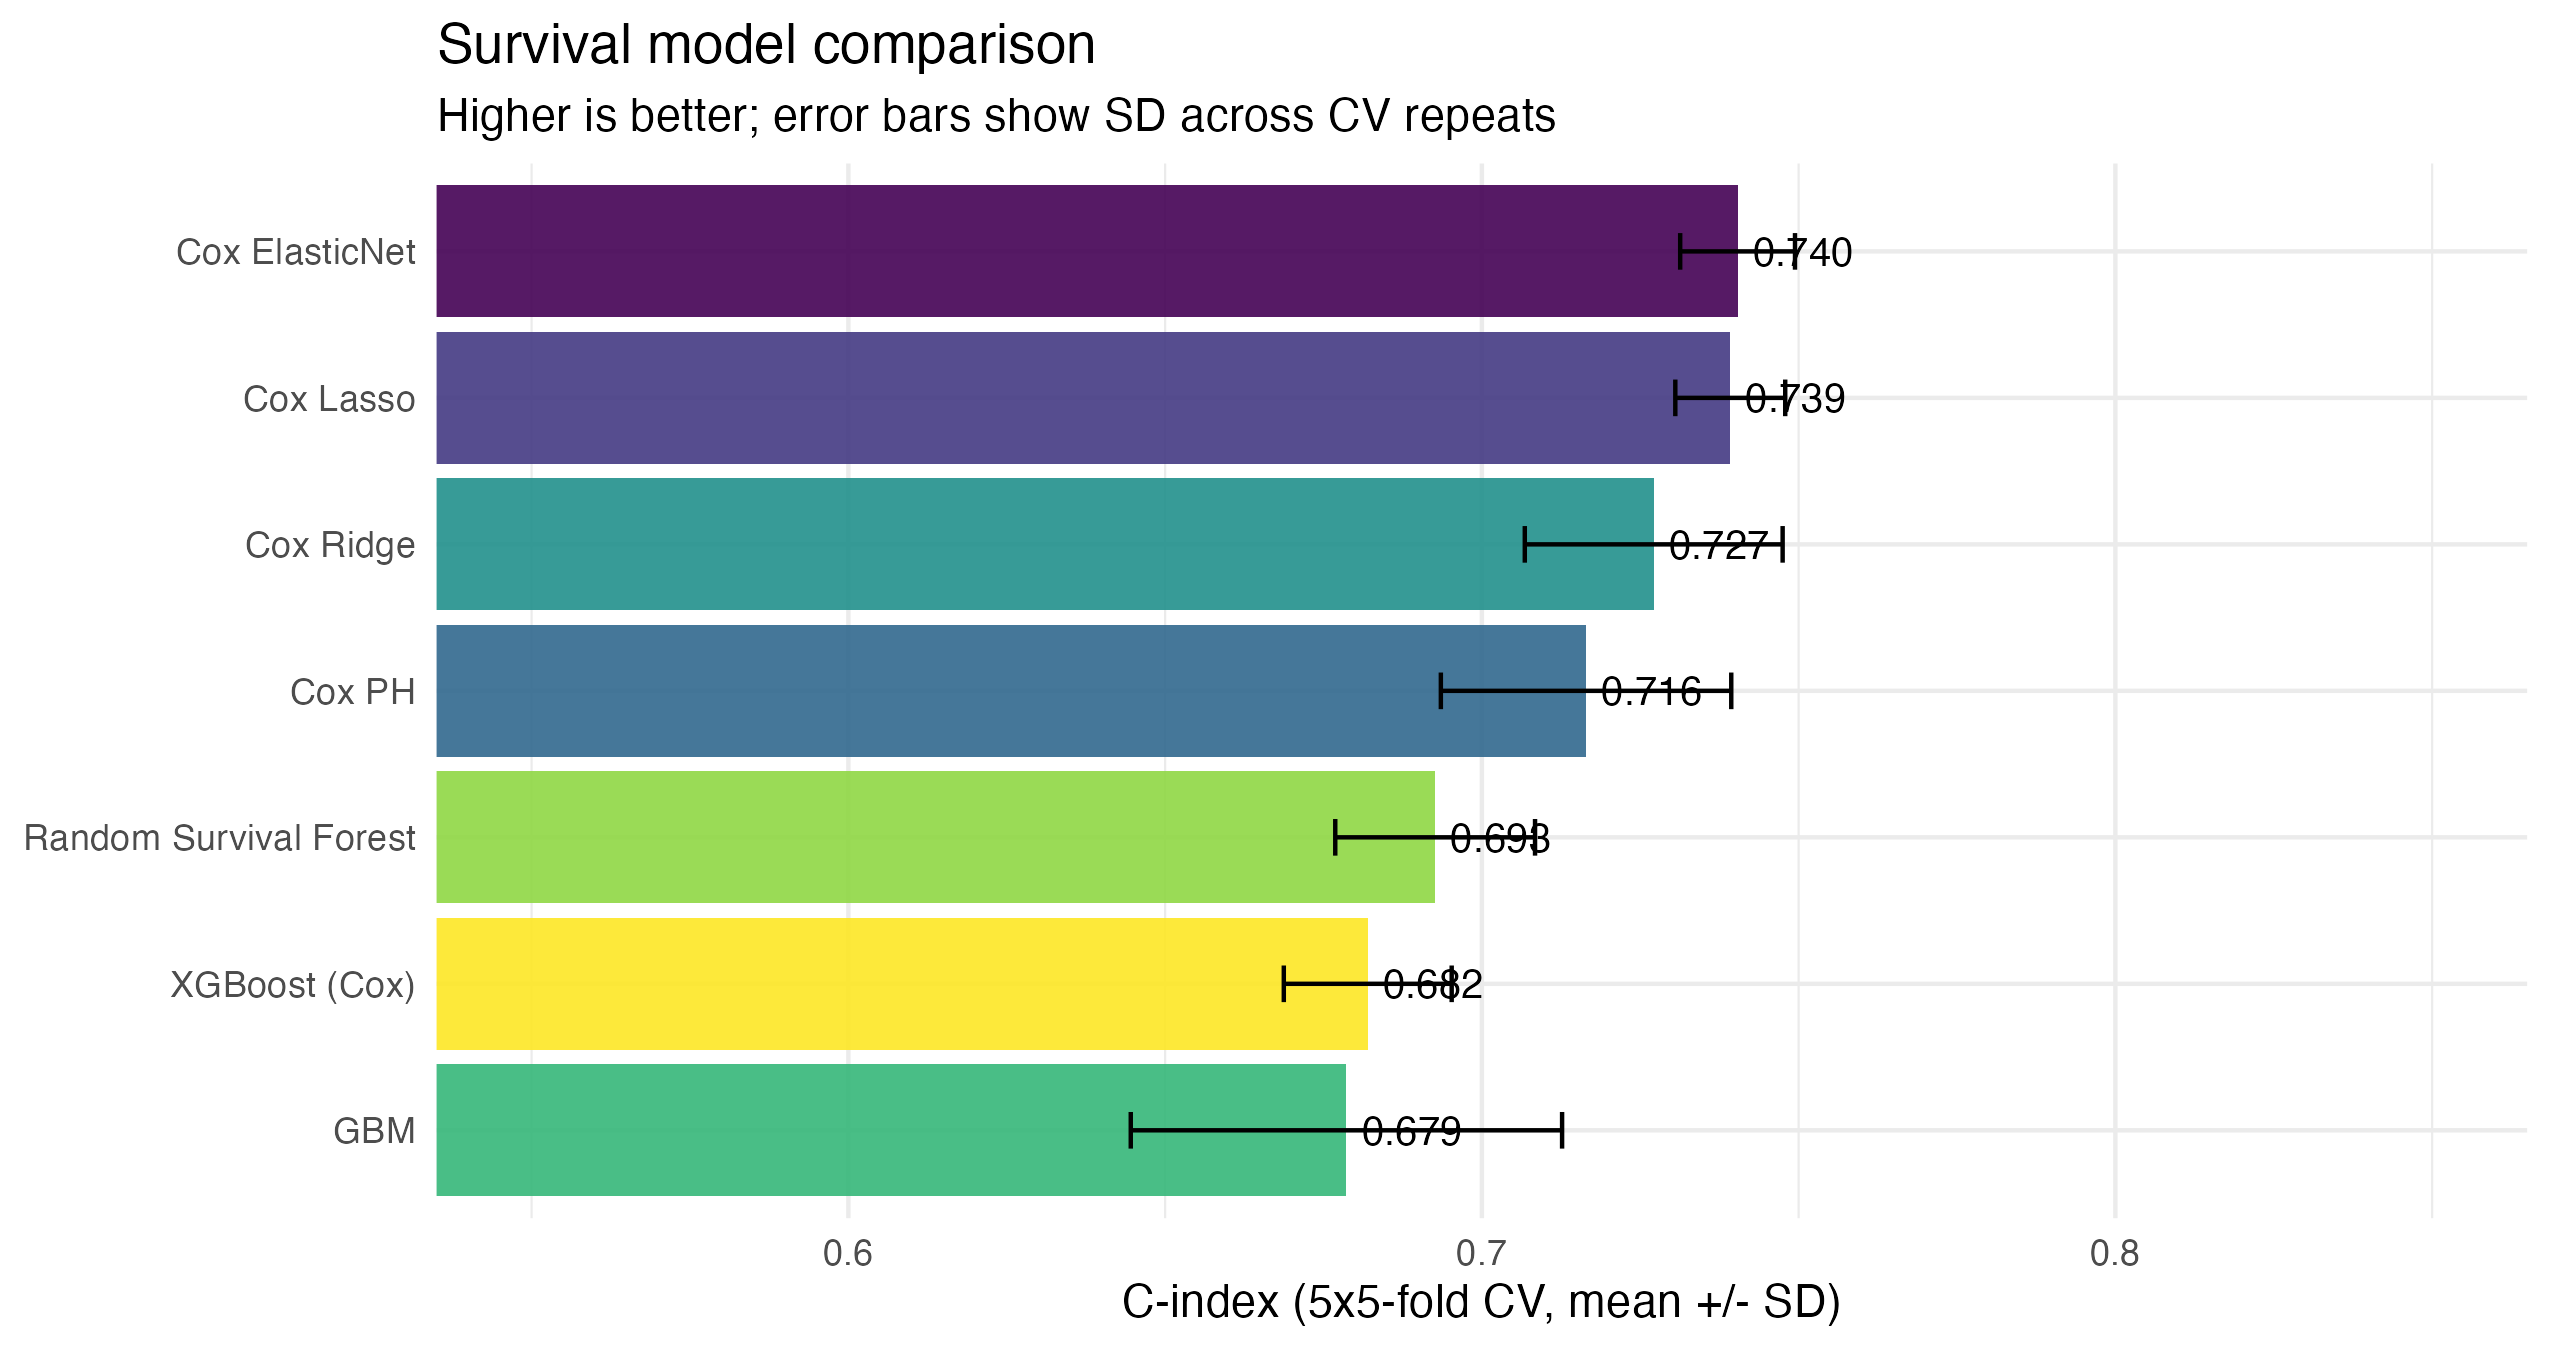 Survival model comparison
Higher is better; error bars show SD across CV repeats
Cox ElasticNet
0.740
Cox Lasso
0.739
Cox Ridge
0.727
Cox PH
0.716
Random Survival Forest
0.693
XGBoost (Cox)
0.682
GBM
0.679
0.6 0.7 0.8
C-index (5x5-fold CV, mean +/- SD)